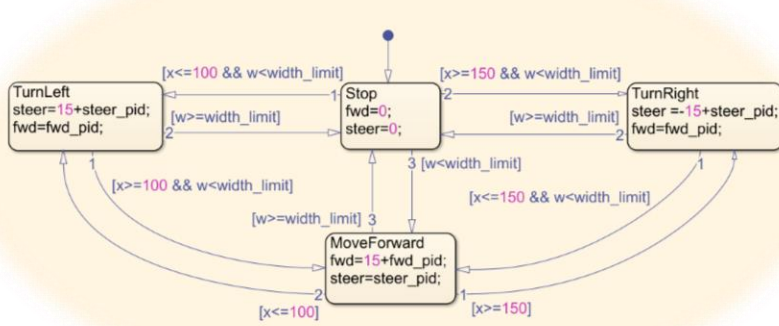 [x<=100 && w<width_limit]
[x>=150 && w<width_limit]
TurnLeft
steer=15+steer_pid;
fwd=fwd_pid;
1
2
[w>=width_limit]
1
Stop
fwd=0;
steer=0;
2
[w>=width_limit]
TurnRight
steer =-15+steer_pid;
fwd=fwd_pid;
2
1
[x>=100 && w<width_limit]
3 [w<width_limit]
[x<=150 && w<width_limit]
[w>=width_limit] 3
MoveForward
fwd=15+fwd_pid;
steer=steer_pid;
2
[x<=100]
1
[x>=150]